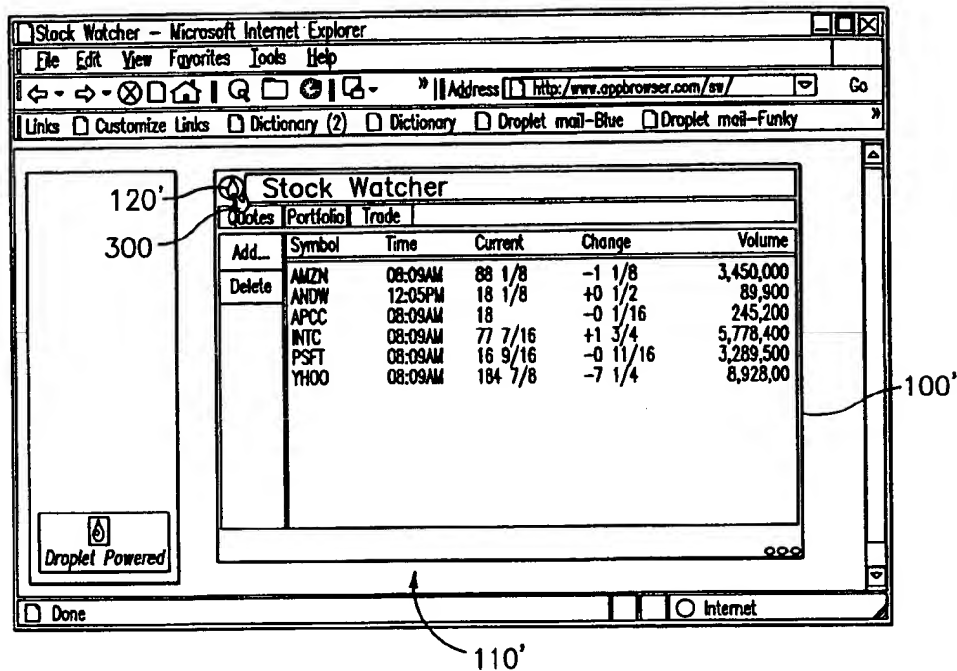 Stock Watcher - Microsoft Internet Explorer
File Edit View Favorites Tools Help
» Address http:/www.appbrowser.com/sw/ Go
Links Customize Links Dictionary (2) Dictionary Droplet mail-Blue Droplet mail-Funky »
120'
Stock Watcher
300
Quotes Portfolio Trade
Add... Symbol Time Current Change Volume
Delete AMZN 08:09AM 88 1/8 -1 1/8 3,450,000
ANDW 12:05PM 18 1/8 +0 1/2 89,900
APCC 08:09AM 18 -0 1/16 245,200
INTC 08:09AM 77 7/16 +1 3/4 5,778,400
PSFT 08:09AM 16 9/16 -0 11/16 3,289,500
YHOO 08:09AM 184 7/8 -7 1/4 8,928,00
100'
Droplet Powered
Done Internet
110'